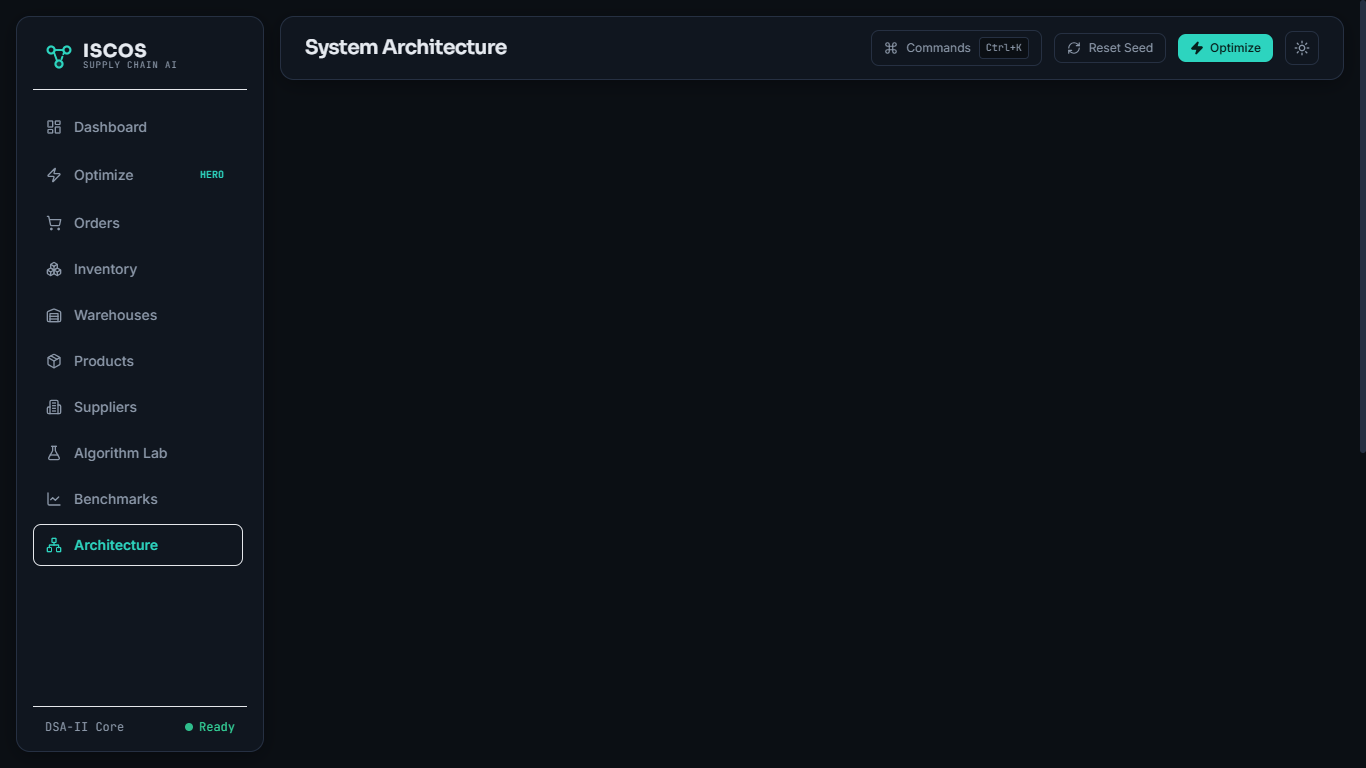 ISCOS
SUPPLY CHAIN AI
Dashboard
Optimize HERO
Orders
Inventory
Warehouses
Products
Suppliers
Algorithm Lab
Benchmarks
Architecture
DSA-II Core Ready
System Architecture
Commands Ctrl+K Reset Seed Optimize